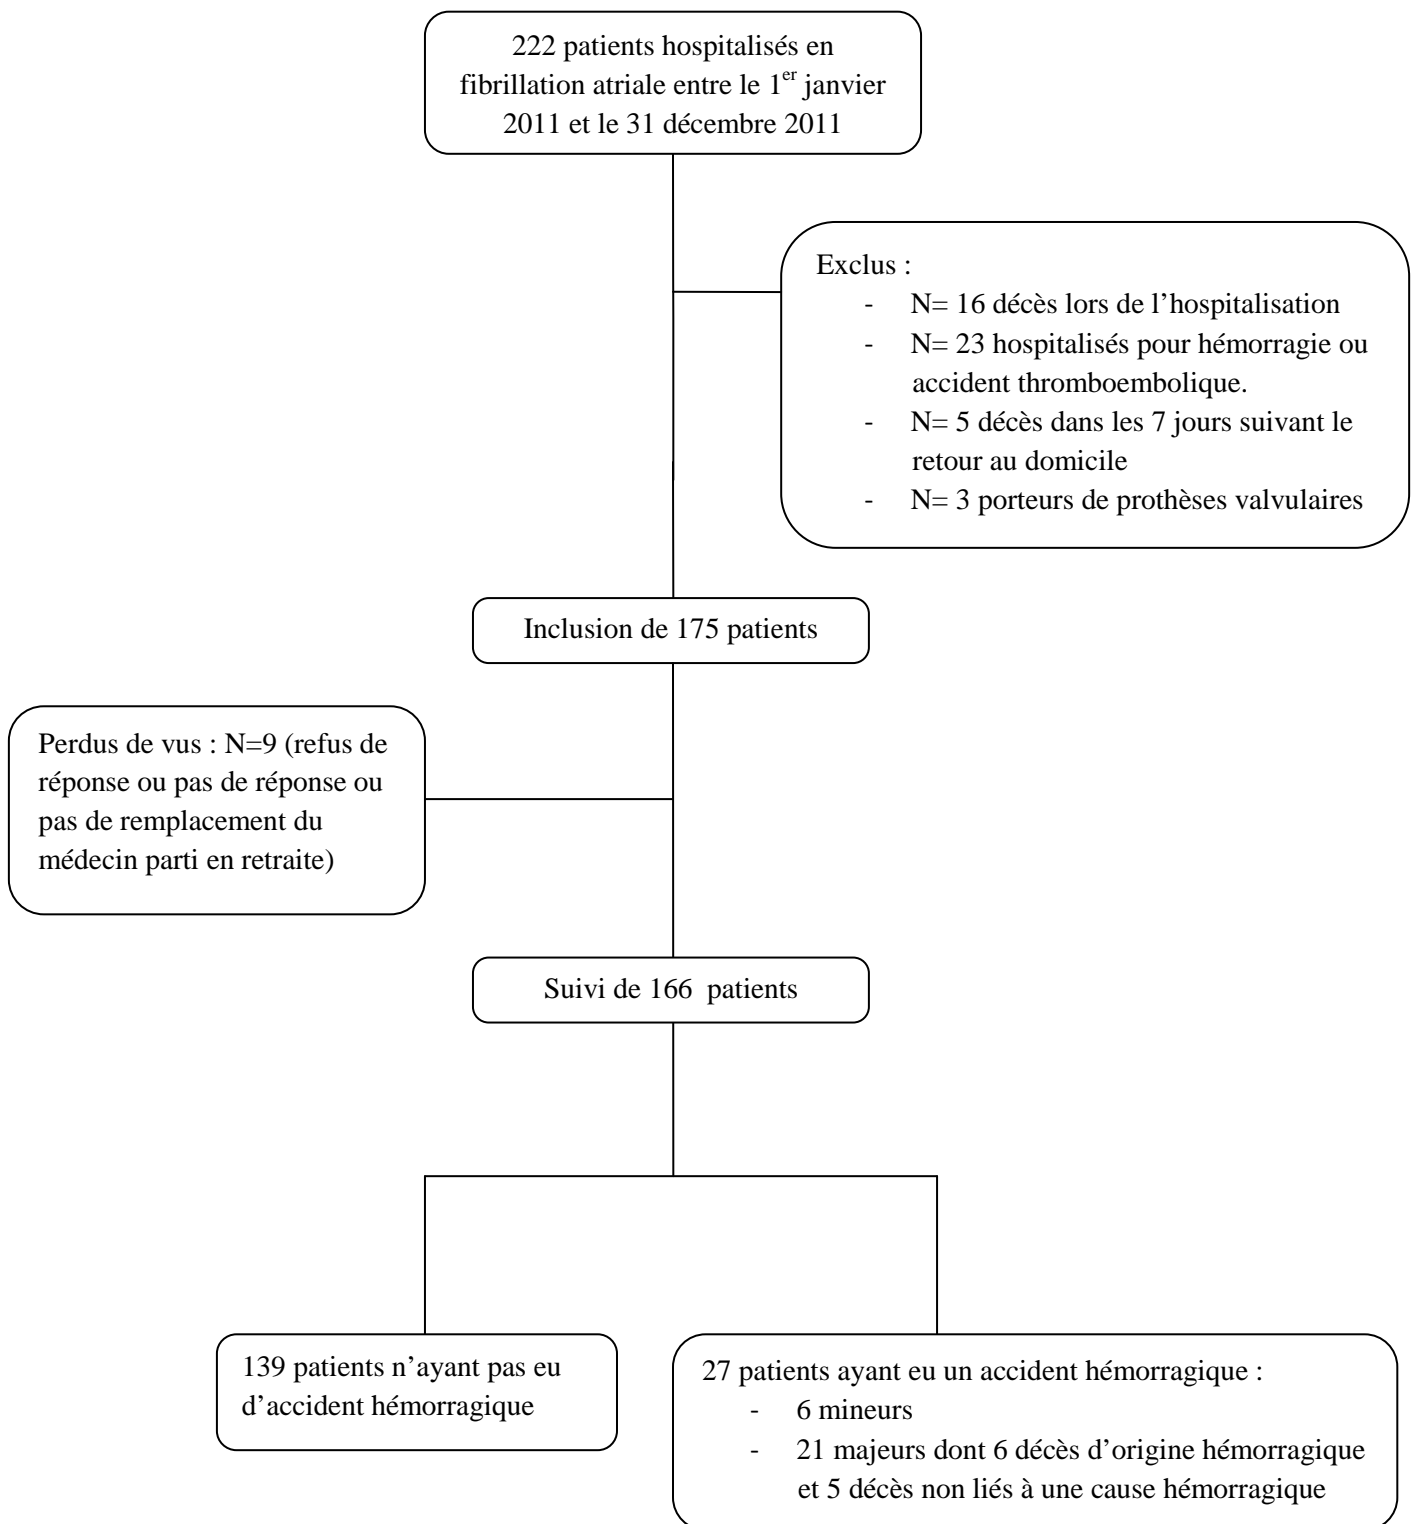 222 patients hospitalisés en
fibrillation atriale entre le 1er janvier
2011 et le 31 décembre 2011
Exclus :
- N= 16 décès lors de l’hospitalisation
- N= 23 hospitalisés pour hémorragie ou
accident thromboembolique.
- N= 5 décès dans les 7 jours suivant le
retour au domicile
- N= 3 porteurs de prothèses valvulaires
Inclusion de 175 patients
Perdus de vus : N=9 (refus de
réponse ou pas de réponse ou
pas de remplacement du
médecin parti en retraite)
Suivi de 166 patients
139 patients n’ayant pas eu
d’accident hémorragique
27 patients ayant eu un accident hémorragique :
- 6 mineurs
- 21 majeurs dont 6 décès d’origine hémorragique
et 5 décès non liés à une cause hémorragique